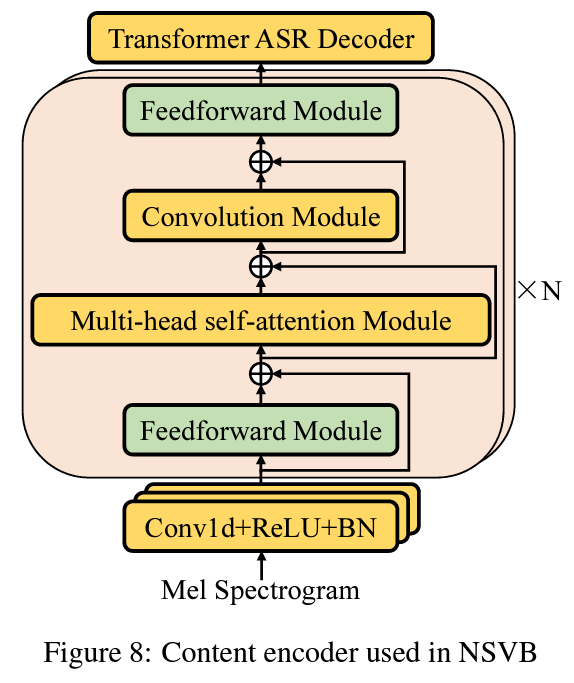 Transformer ASR Decoder
Feedforward Module
Convolution Module
Multi-head self-attention Module
×N
Feedforward Module
Conv1d+ReLU+BN
Mel Spectrogram
Figure 8: Content encoder used in NSVB